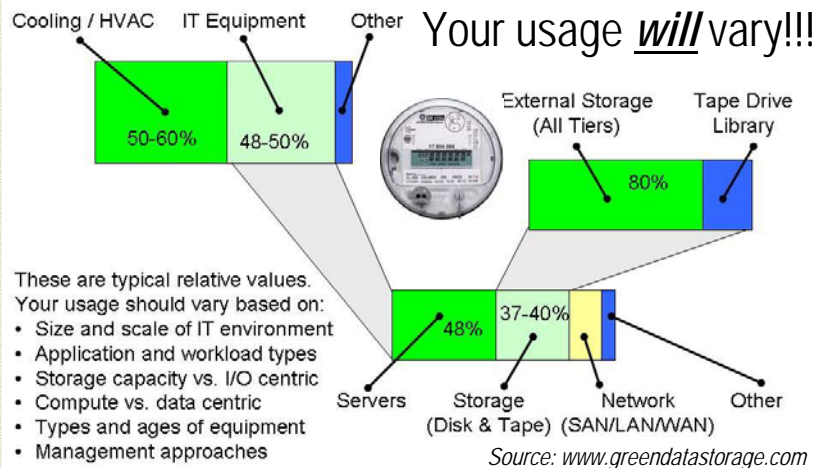 Your usage will vary!!!
Cooling / HVAC
IT Equipment
Other
50-60%
48-50%
External Storage
(All Tiers)
Tape Drive
Library
80%
These are typical relative values.
Your usage should vary based on:
• Size and scale of IT environment
• Application and workload types
• Storage capacity vs. I/O centric
• Compute vs. data centric
• Types and ages of equipment
• Management approaches
48%
37-40%
Servers
Storage
(Disk & Tape)
Network
(SAN/LAN/WAN)
Other
Source: www.greendatastorage.com